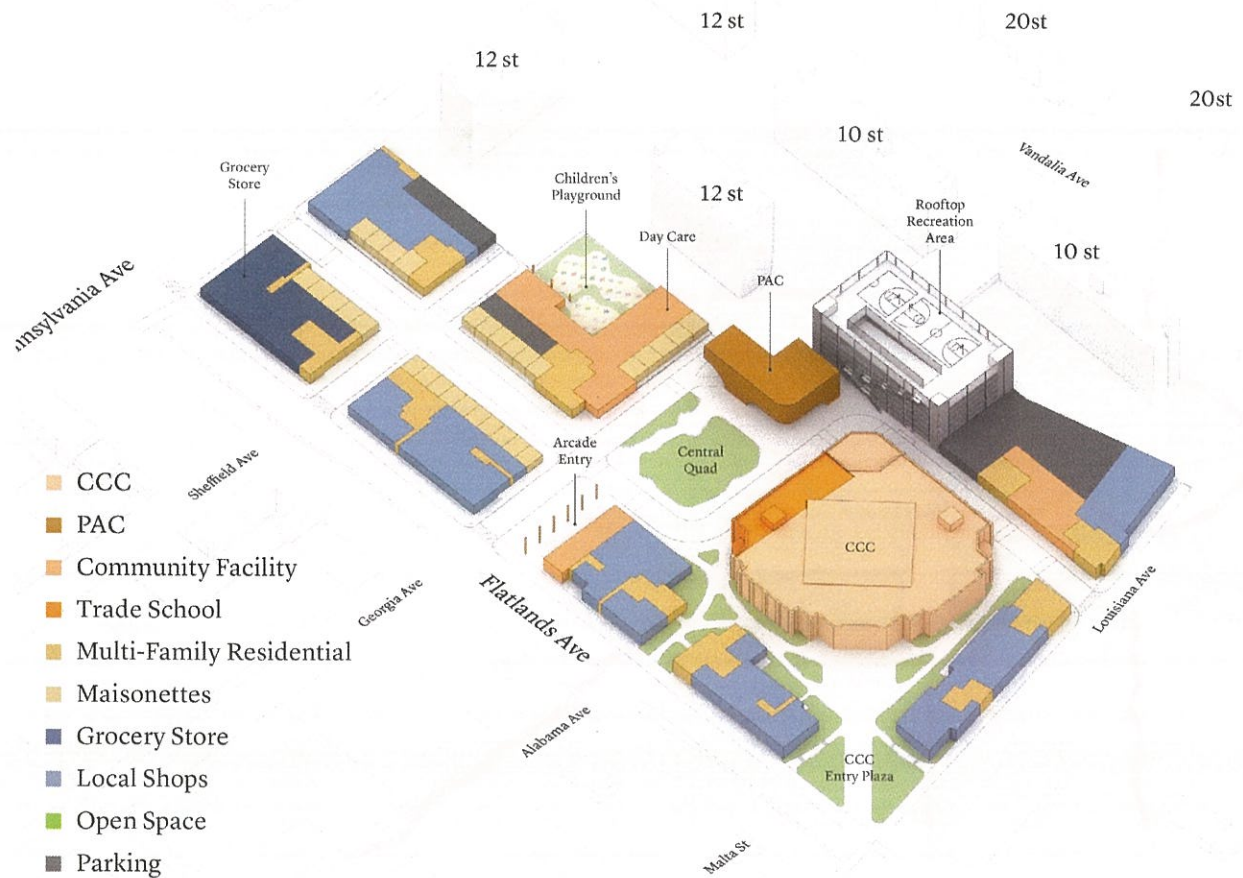 12 st
20st
12 st
20st
10 st
Vandalia Ave
Grocery
Store
Children's
Playground
12 st
Rooftop
Recreation
Area
Day Care
10 st
PAC
nnsylvania Ave
Arcade
Entry
Central
Quad
Sheffield Ave
CCC
Georgia Ave
Flatlands Ave
Louisiana Ave
Alabama Ave
CCC
Entry Plaza
Malta St
CCC
PAC
Community Facility
Trade School
Multi-Family Residential
Maisonettes
Grocery Store
Local Shops
Open Space
Parking